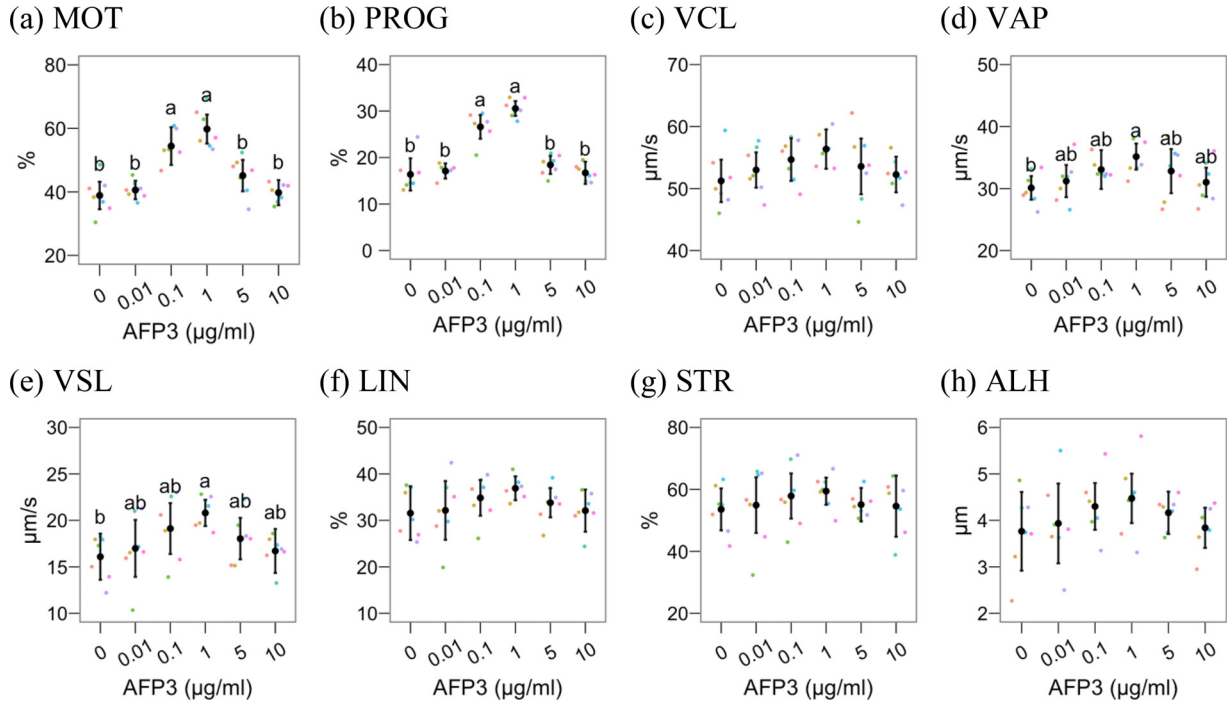 (a) MOT
(b) PROG
(c) VCL
(d) VAP
%
80
60
40
20
b
b
a
a
b
b
0
0.01
0.1
1
5
10
AFP3 (µg/ml)
%
40
30
20
10
0
b
b
a
a
b
b
0
0.01
0.1
1
5
10
AFP3 (µg/ml)
µm/s
70
60
50
40
0
0.01
0.1
1
5
10
AFP3 (µg/ml)
µm/s
50
40
30
20
b
ab
ab
a
ab
ab
0
0.01
0.1
1
5
10
AFP3 (µg/ml)
(e) VSL
(f) LIN
(g) STR
(h) ALH
µm/s
30
25
20
15
10
b
ab
ab
a
ab
ab
0
0.01
0.1
1
5
10
AFP3 (µg/ml)
%
50
40
30
20
10
0
0.01
0.1
1
5
10
AFP3 (µg/ml)
%
80
60
40
20
0
0.01
0.1
1
5
10
AFP3 (µg/ml)
µm
6
5
4
3
2
0
0.01
0.1
1
5
10
AFP3 (µg/ml)